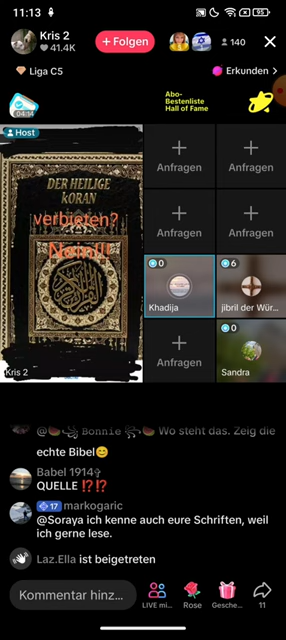 11:13
95
Kris 2
41.4K
+ Folgen
140
Liga C5
Erkunden >
04:14
Abo-
Bestenliste
Hall of Fame
Host
DER HEILIGE
KORAN
verbieten?
Nein!!!
Kris 2
Anfragen
Anfragen
Anfragen
Anfragen
0
Khadija
6
jibril der Wür...
Anfragen
0
Sandra
Bonnie
Wo steht das. Zeig die
echte Bibel😊
Babel 1914✞
QUELLE ⁉️⁉️
17 markogaric
@Soraya ich kenne auch eure Schriften, weil
ich gerne lese.
Laz.Ella ist beigetreten
Kommentar hinz...
LIVE mi...
Rose
Gesche...
11